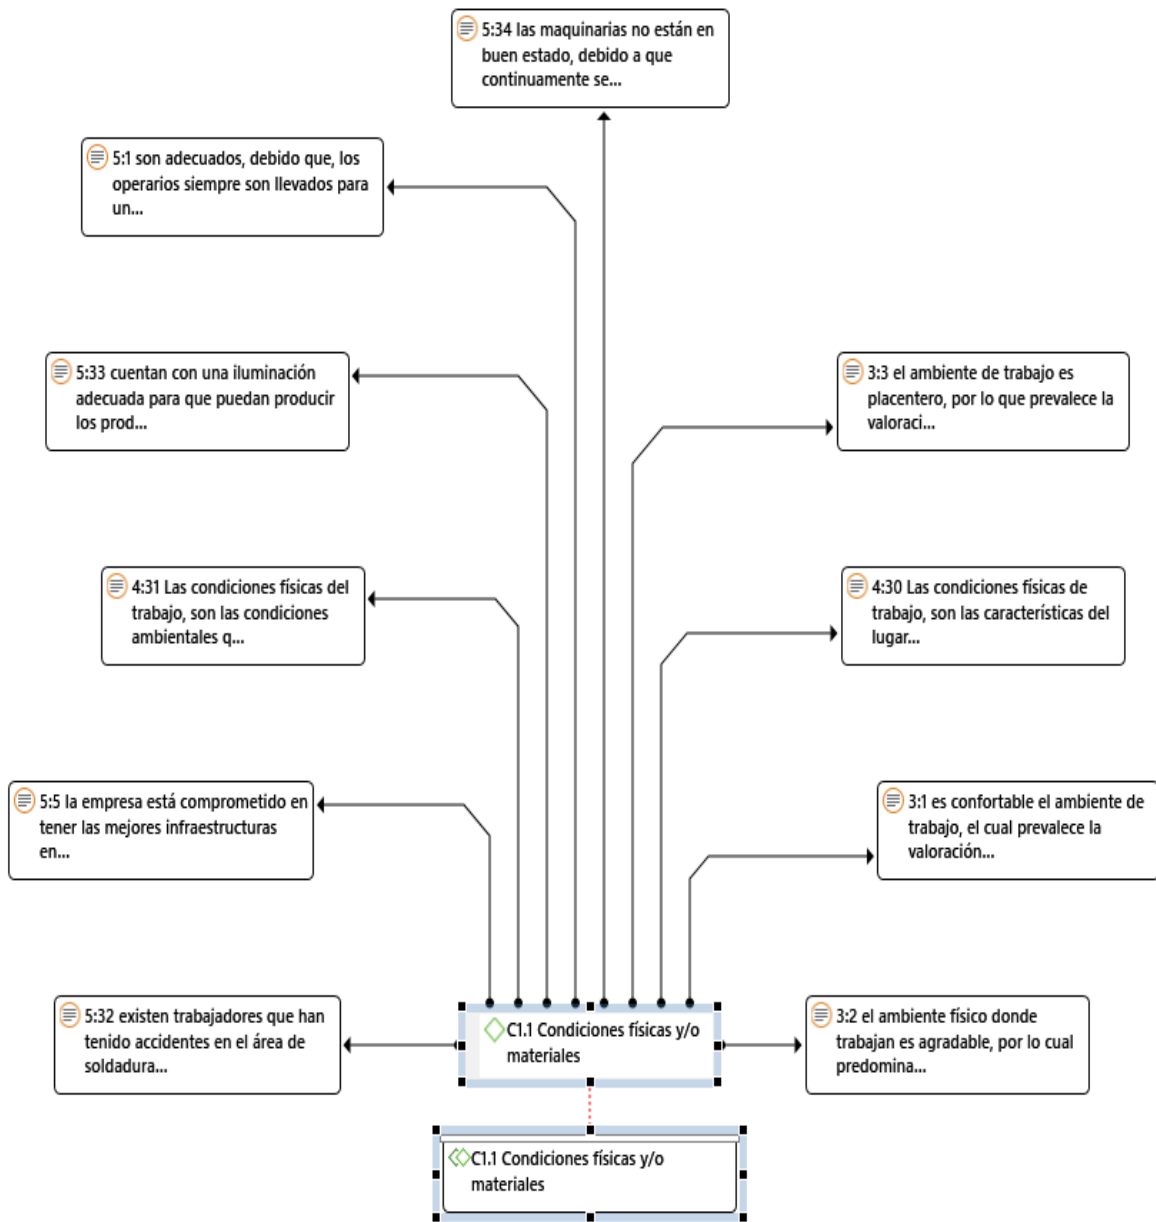 5:34 las maquinarias no están en
buen estado, debido a que
continuamente se...
5:1 son adecuados, debido que, los
operarios siempre son llevados para
un...
5:33 cuentan con una iluminación
adecuada para que puedan producir
los prod...
3:3 el ambiente de trabajo es
placentero, por lo que prevalece la
valoraci...
4:31 Las condiciones físicas del
trabajo, son las condiciones
ambientales q...
4:30 Las condiciones físicas de
trabajo, son las características del
lugar...
5:5 la empresa está comprometido en
tener las mejores infraestructuras
en...
3:1 es confortable el ambiente de
trabajo, el cual prevalece la
valoración...
5:32 existen trabajadores que han
tenido accidentes en el área de
soldadura...
C1.1 Condiciones físicas y/o
materiales
3:2 el ambiente físico donde
trabajan es agradable, por lo cual
predomina...
C1.1 Condiciones físicas y/o
materiales